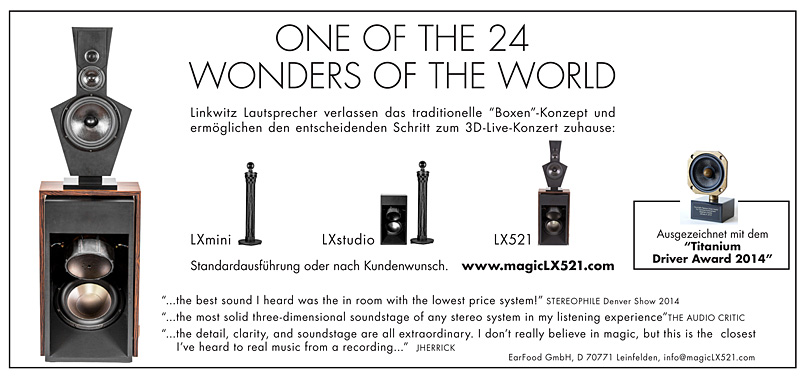 ONE OF THE 24
WONDERS OF THE WORLD
Linkwitz Lautsprecher verlassen das traditionelle “Boxen”-Konzept und
ermöglichen den entscheidenden Schritt zum 3D-Live-Konzert zuhause:
LXmini LXstudio LX521
Standardausführung oder nach Kundenwunsch. www.magicLX521.com
Ausgezeichnet mit dem
“Titanium
Driver Award 2014”
“...the best sound I heard was the in room with the lowest price system!” STEREOPHILE Denver Show 2014
“...the most solid three-dimensional soundstage of any stereo system in my listening experience”THE AUDIO CRITIC
“...the detail, clarity, and soundstage are all extraordinary. I don’t really believe in magic, but this is the closest
I’ve heard to real music from a recording...” JHERRICK
EarFood GmbH, D 70771 Leinfelden, info@magicLX521.com